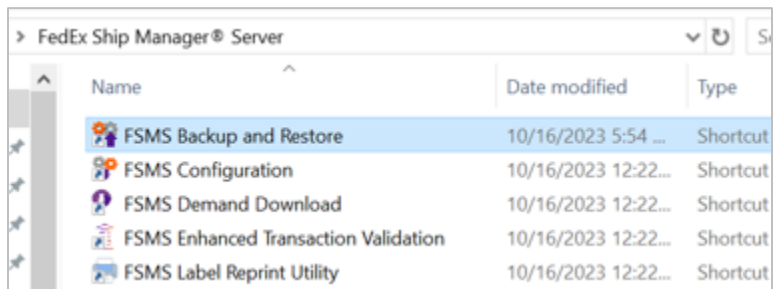 > FedEx Ship Manager® Server
Name Date modified Type
FSMS Backup and Restore 10/16/2023 5:54 ... Shortcut
FSMS Configuration 10/16/2023 12:22... Shortcut
FSMS Demand Download 10/16/2023 12:22... Shortcut
FSMS Enhanced Transaction Validation 10/16/2023 12:22... Shortcut
FSMS Label Reprint Utility 10/16/2023 12:22... Shortcut